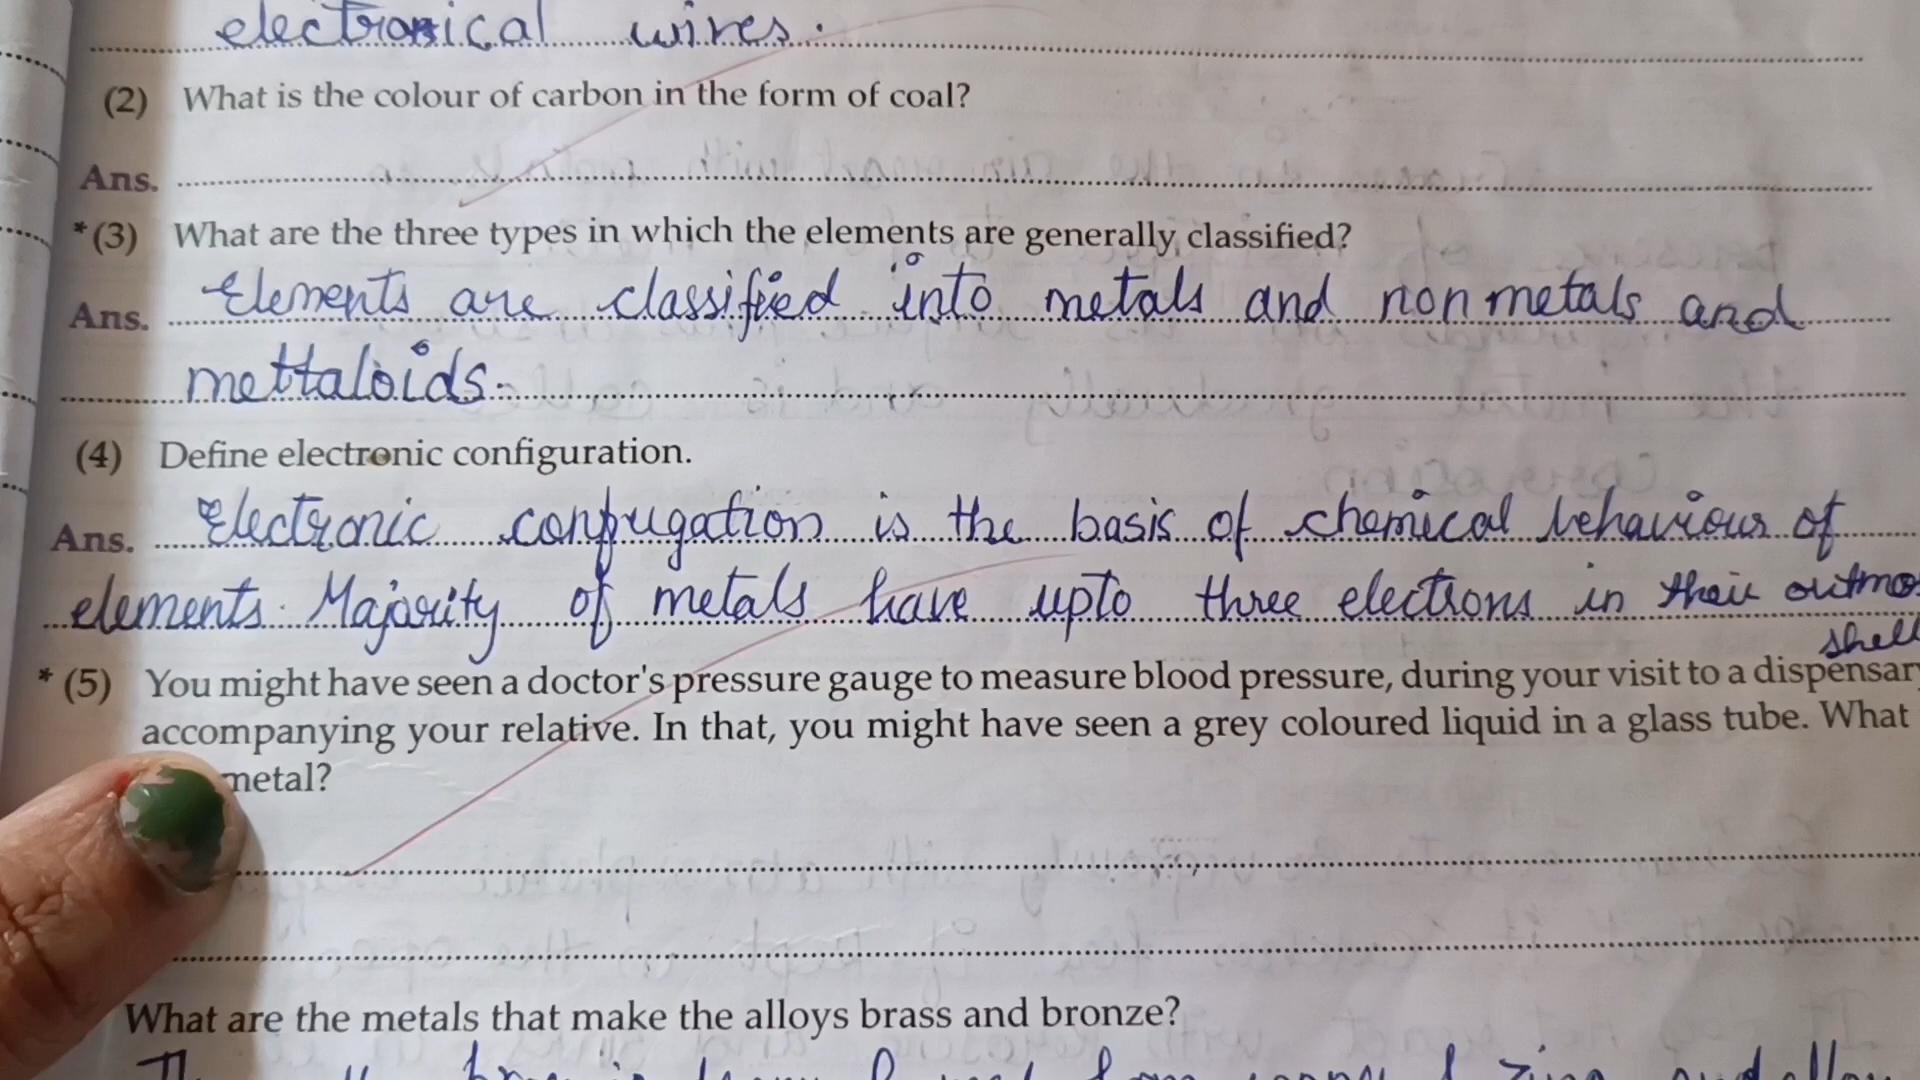 electronical wires.
(2) What is the colour of carbon in the form of coal?
Ans.
*(3) What are the three types in which the elements are generally classified?
Ans. Elements are classified into metals and non metals and
mettaloids.
(4) Define electronic configuration.
Ans. Electronic confugation is the basis of chemical behaviour of
elements. Majority of metals have upto three electrons in their outmos
shell
*(5) You might have seen a doctor's pressure gauge to measure blood pressure, during your visit to a dispensary
accompanying your relative. In that, you might have seen a grey coloured liquid in a glass tube. What
metal?
What are the metals that make the alloys brass and bronze?